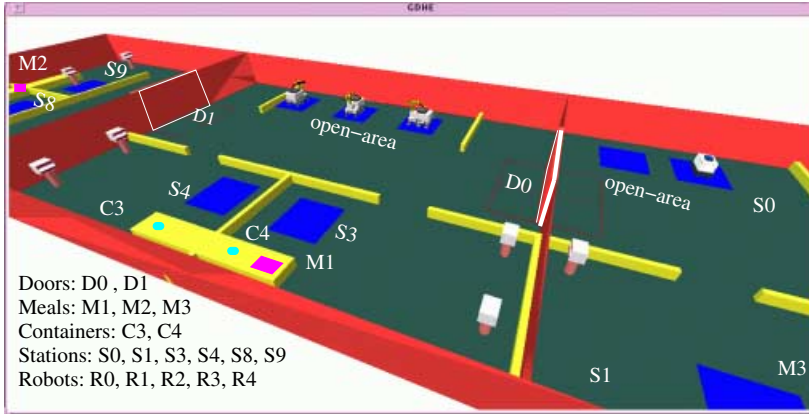 GDHE
M2
S9
S8
D1
open-area
D0
open-area
S0
S4
S3
C3
C4
M1
Doors: D0 , D1
Meals: M1, M2, M3
Containers: C3, C4
Stations: S0, S1, S3, S4, S8, S9
Robots: R0, R1, R2, R3, R4
S1
M3